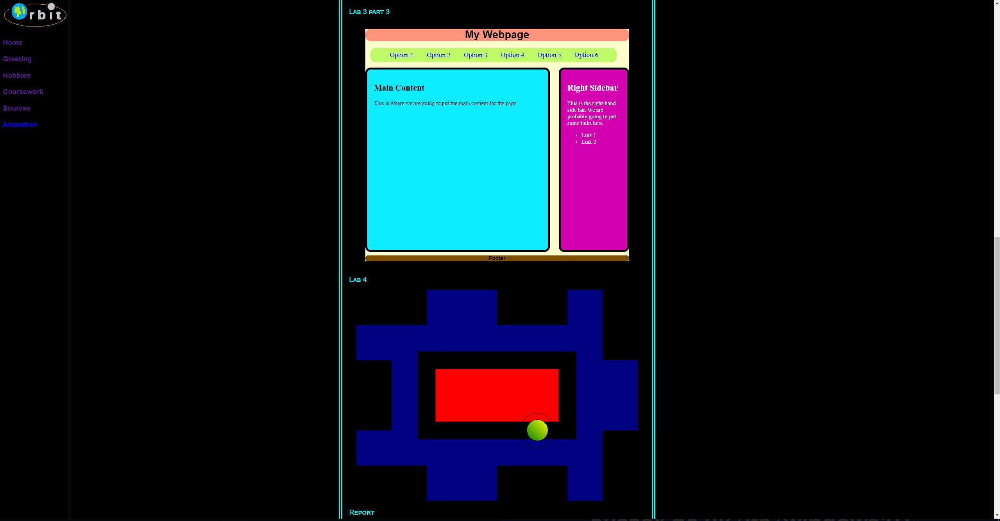 Orbit
Home
Greeting
Hobbies
Coursework
Sources
Animation
Lab 3 part 3
My Webpage
Option 1 Option 2 Option 3 Option 4 Option 5 Option 6
Main Content
This is where we are going to put the main content for the page
Right Sidebar
This is the right-hand
side bar. We are
probably going to put
some links here
• Link 1
• Link 2
Footer
Lab 4
Report